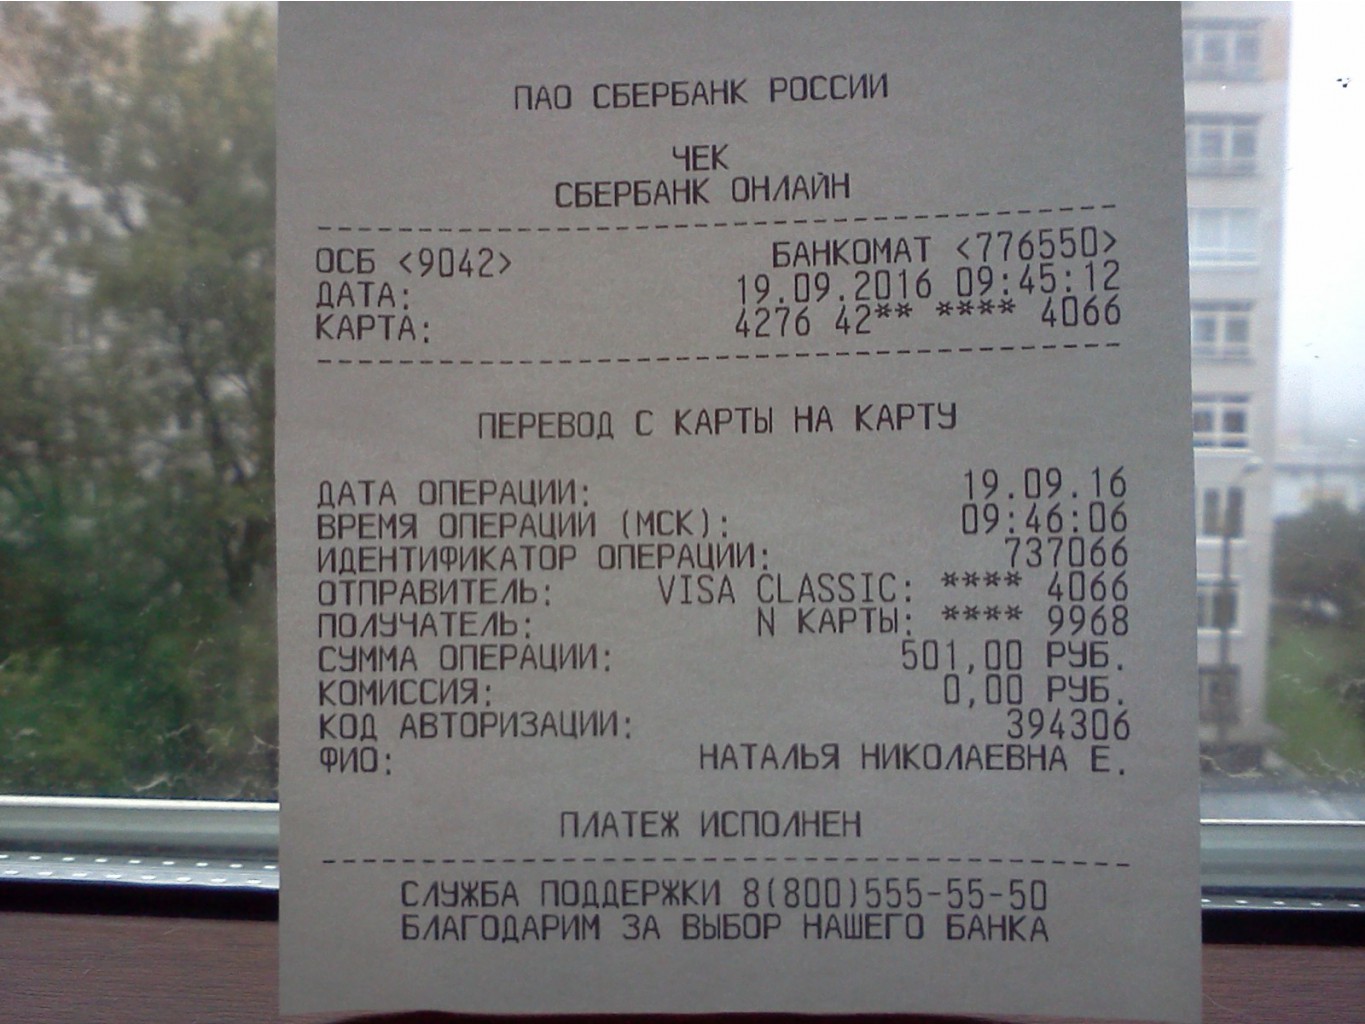 ПАО СБЕРБАНК РОССИИ
ЧЕК
СБЕРБАНК ОНЛАЙН
ОСБ <9042> БАНКОМАТ <776550>
ДАТА: 19.09.2016 09:45:12
КАРТА: 4276 42** **** 4066
ПЕРЕВОД С КАРТЫ НА КАРТУ
ДАТА ОПЕРАЦИИ: 19.09.16
ВРЕМЯ ОПЕРАЦИИ (МСК): 09:46:06
ИДЕНТИФИКАТОР ОПЕРАЦИИ: 737066
ОТПРАВИТЕЛЬ: VISA CLASSIC: **** 4066
ПОЛУЧАТЕЛЬ: N КАРТЫ: **** 9968
СУММА ОПЕРАЦИИ: 501,00 РУБ.
КОМИССИЯ: 0,00 РУБ.
КОД АВТОРИЗАЦИИ: 394306
ФИО: НАТАЛЬЯ НИКОЛАЕВНА Е.
ПЛАТЕЖ ИСПОЛНЕН
СЛУЖБА ПОДДЕРЖКИ 8(800)555-55-50
БЛАГОДАРИМ ЗА ВЫБОР НАШЕГО БАНКА